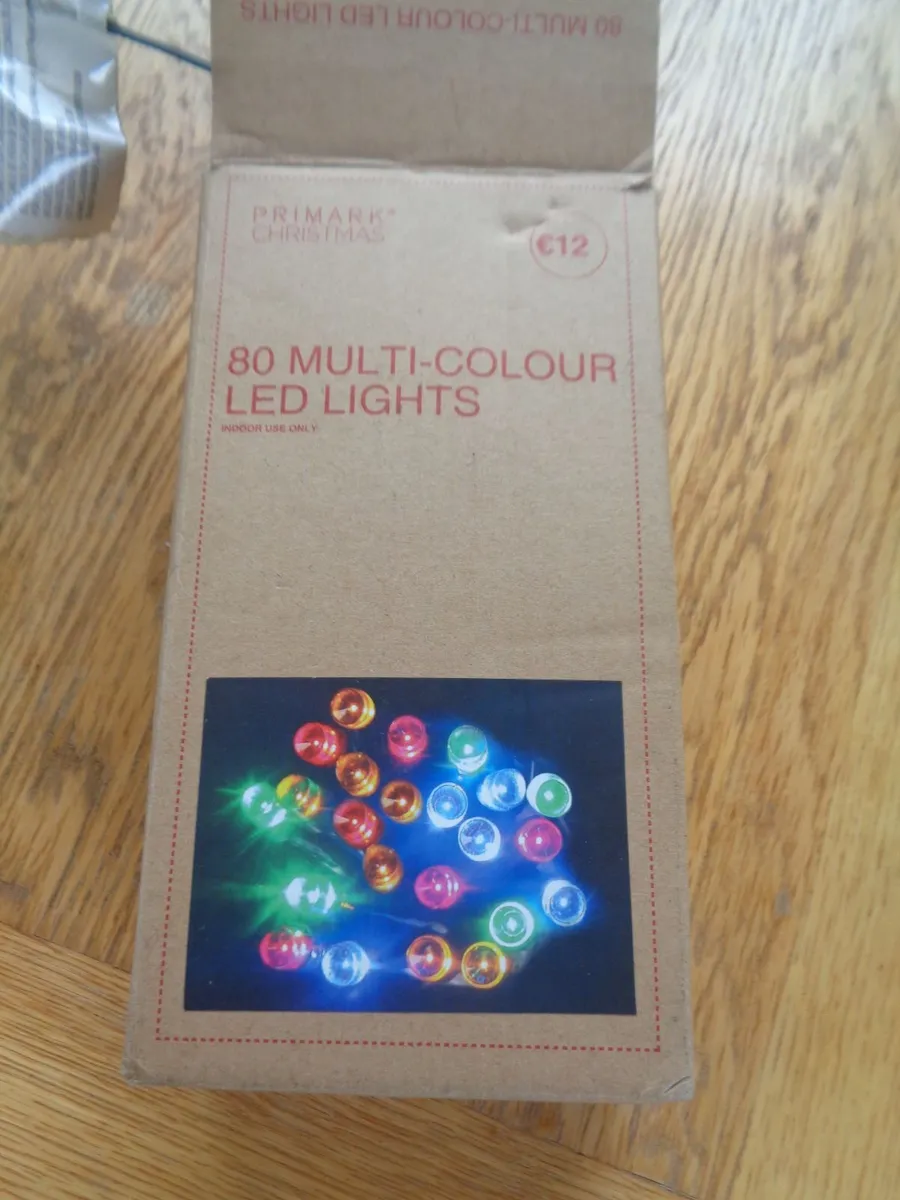 80 MULTI-COLOUR LED LIGHTS
PRIMARK®
CHRISTMAS
€12
80 MULTI-COLOUR
LED LIGHTS
INDOOR USE ONLY